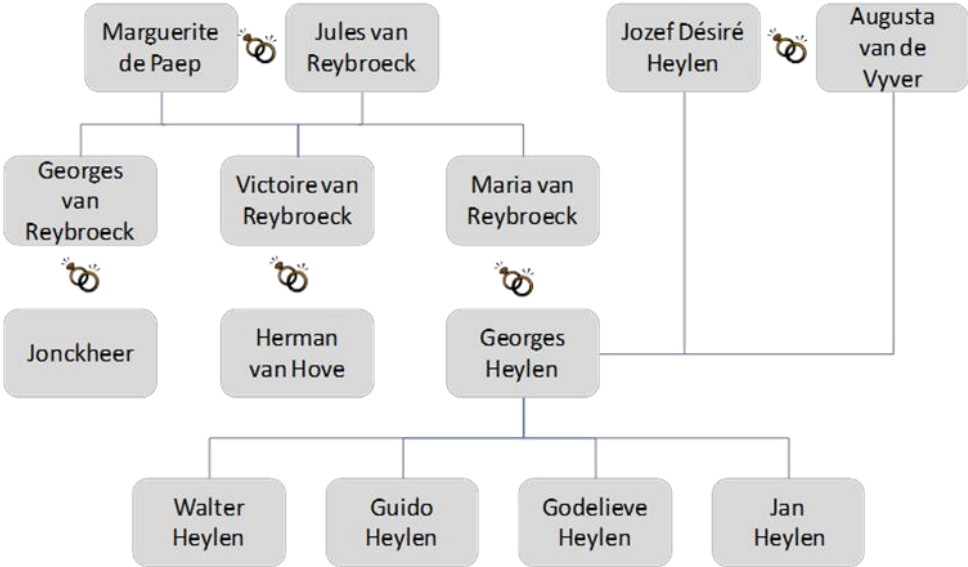 Marguerite
de Paep
Jules van
Reybroeck
Jozef Désiré
Heylen
Augusta
van de
Vyver
Georges
van
Reybroeck
Victoire van
Reybroeck
Maria van
Reybroeck
Jonckheer
Herman
van Hove
Georges
Heylen
Walter
Heylen
Guido
Heylen
Godelieve
Heylen
Jan
Heylen